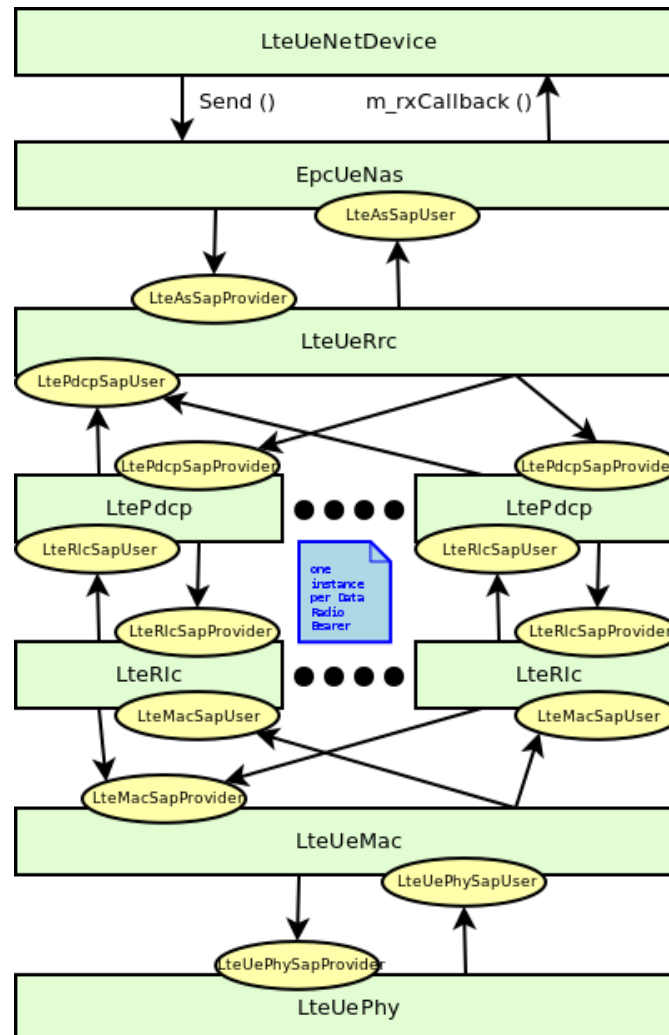 LteUeNetDevice
Send ()
m_rxCallback ()
EpcUeNas
LteAsSapUser
LteAsSapProvider
LteUeRrc
LtePdcpSapUser
LtePdcpSapProvider
LtePdcpSapProvider
LtePdcp
LtePdcp
LteRlcSapUser
LteRlcSapUser
one
instance
per Data
Radio
Bearer
LteRlcSapProvider
LteRlcSapProvider
LteRlc
LteRlc
LteMacSapUser
LteMacSapUser
LteMacSapProvider
LteUeMac
LteUePhySapUser
LteUePhySapProvider
LteUePhy